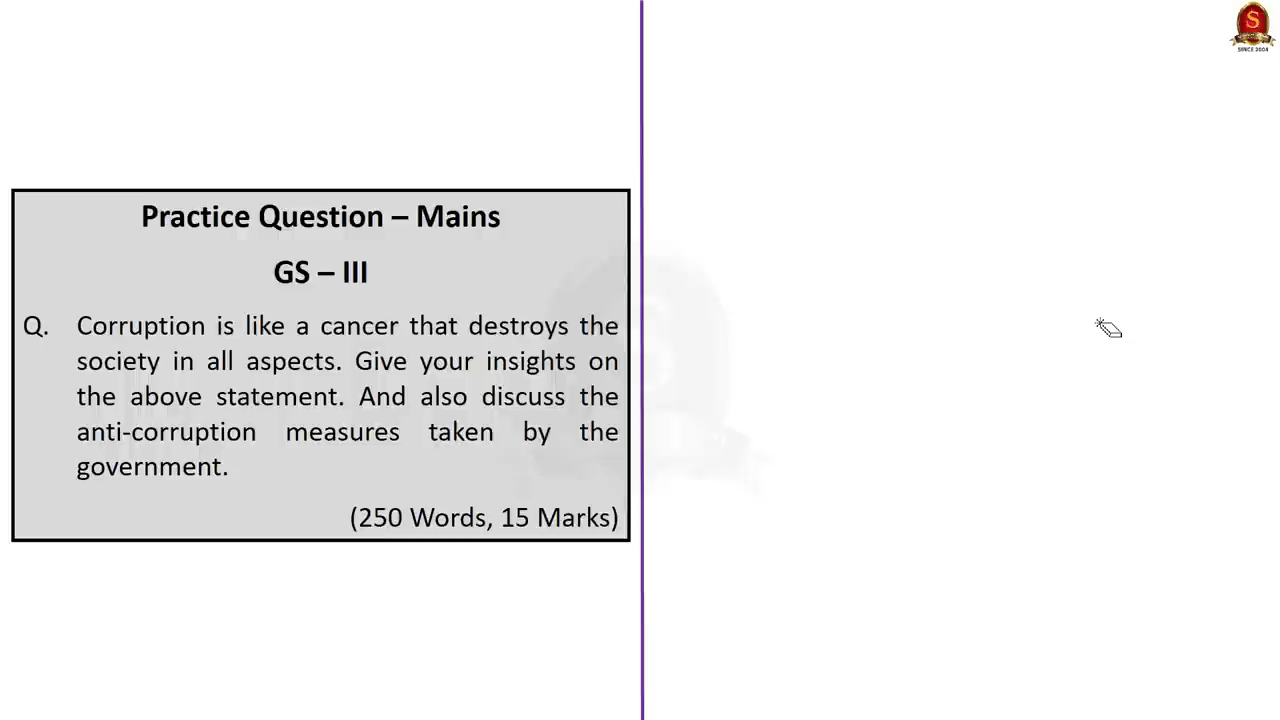 S
SINCE 2004
Practice Question – Mains
GS – III
Q. Corruption is like a cancer that destroys the
society in all aspects. Give your insights on
the above statement. And also discuss the
anti-corruption measures taken by the
government.
(250 Words, 15 Marks)